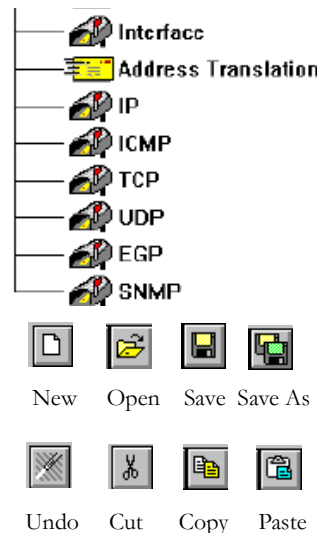 Interface
Address Translation
IP
ICMP
TCP
UDP
EGP
SNMP
New Open Save Save As
Undo Cut Copy Paste